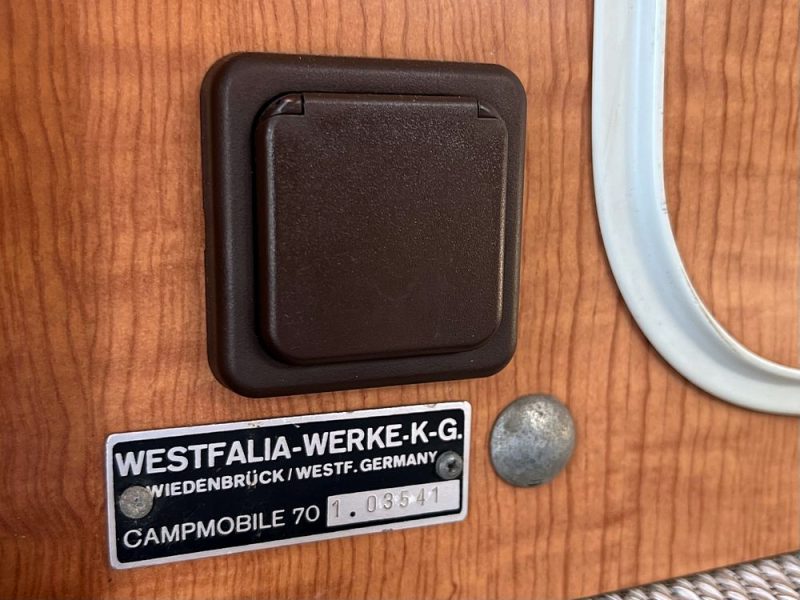 WESTFALIA-WERKE-K-G.
WIEDENBRÜCK/WESTF. GERMANY
CAMPMOBILE 70 1.03541